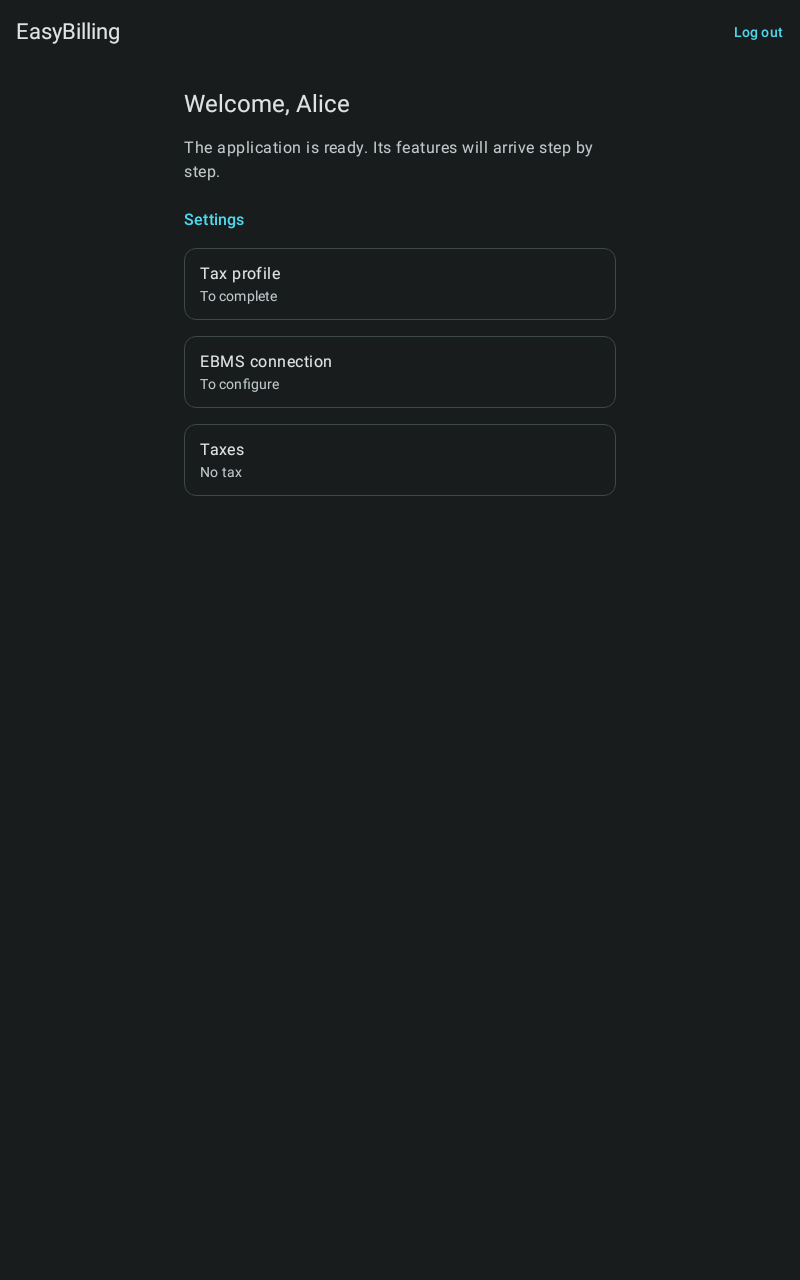 EasyBilling
Log out
Welcome, Alice
The application is ready. Its features will arrive step by
step.
Settings
Tax profile
To complete
EBMS connection
To configure
Taxes
No tax